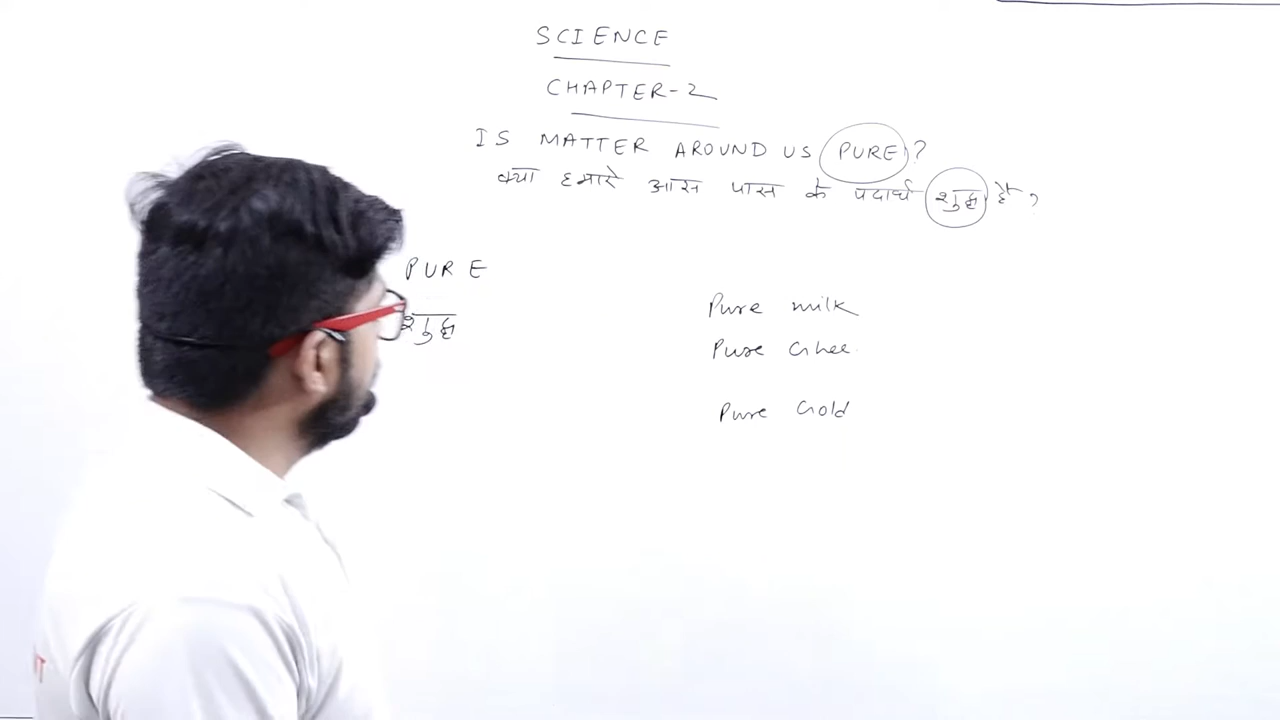 SCIENCE
CHAPTER-2
IS MATTER AROUND US PURE?
क्या हमारे आस पास के पदार्थ शुद्ध है?
PURE
शुद्ध
Pure milk
Pure Ghee
Pure Gold